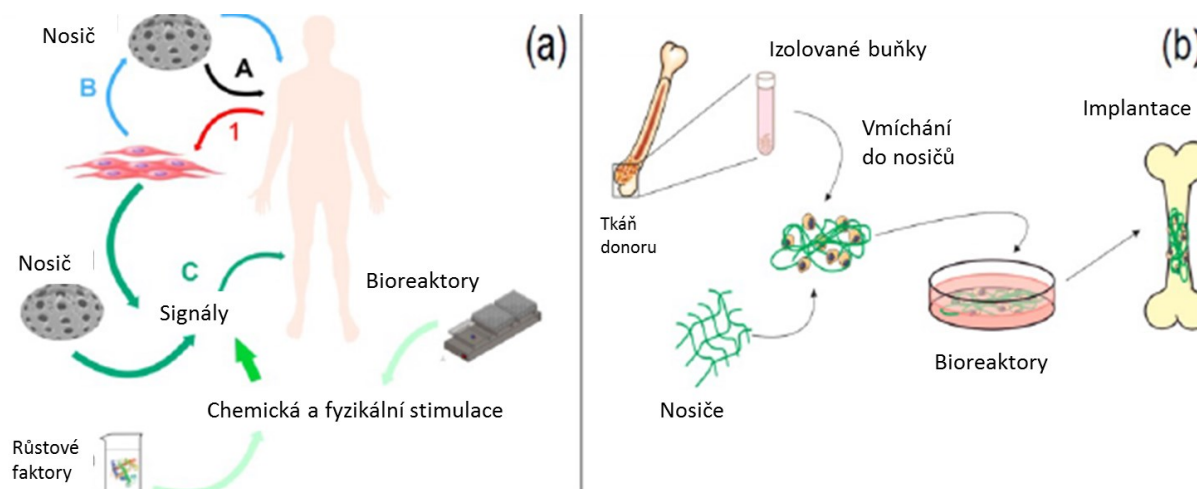 Nosič
(a)
A
B
1
Nosič
C
Signály
Bioreaktory
Chemická a fyzikální stimulace
Růstové
faktory
(b)
Izolované buňky
Vmíchání
do nosičů
Implantace
Tkáň
donoru
Bioreaktory
Nosiče